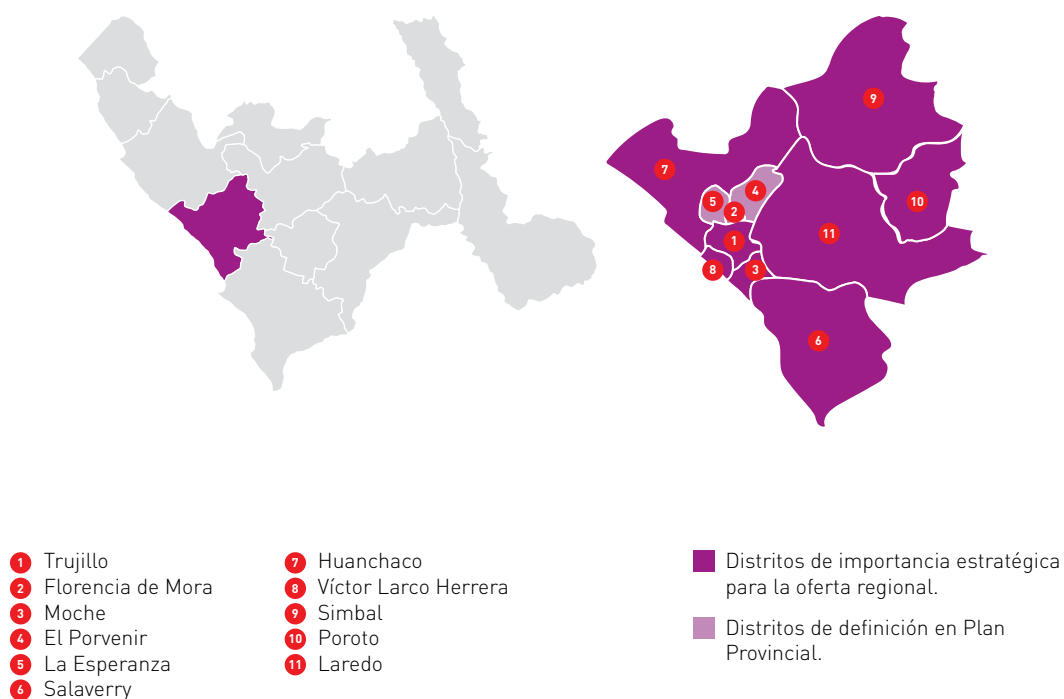 9
7
4
5
2
10
11
1
8
3
6
1 Trujillo
2 Florencia de Mora
3 Moche
4 El Porvenir
5 La Esperanza
6 Salaverry
7 Huanchaco
8 Víctor Larco Herrera
9 Simbal
10 Poroto
11 Laredo
Distritos de importancia estratégica
para la oferta regional.
Distritos de definición en Plan
Provincial.